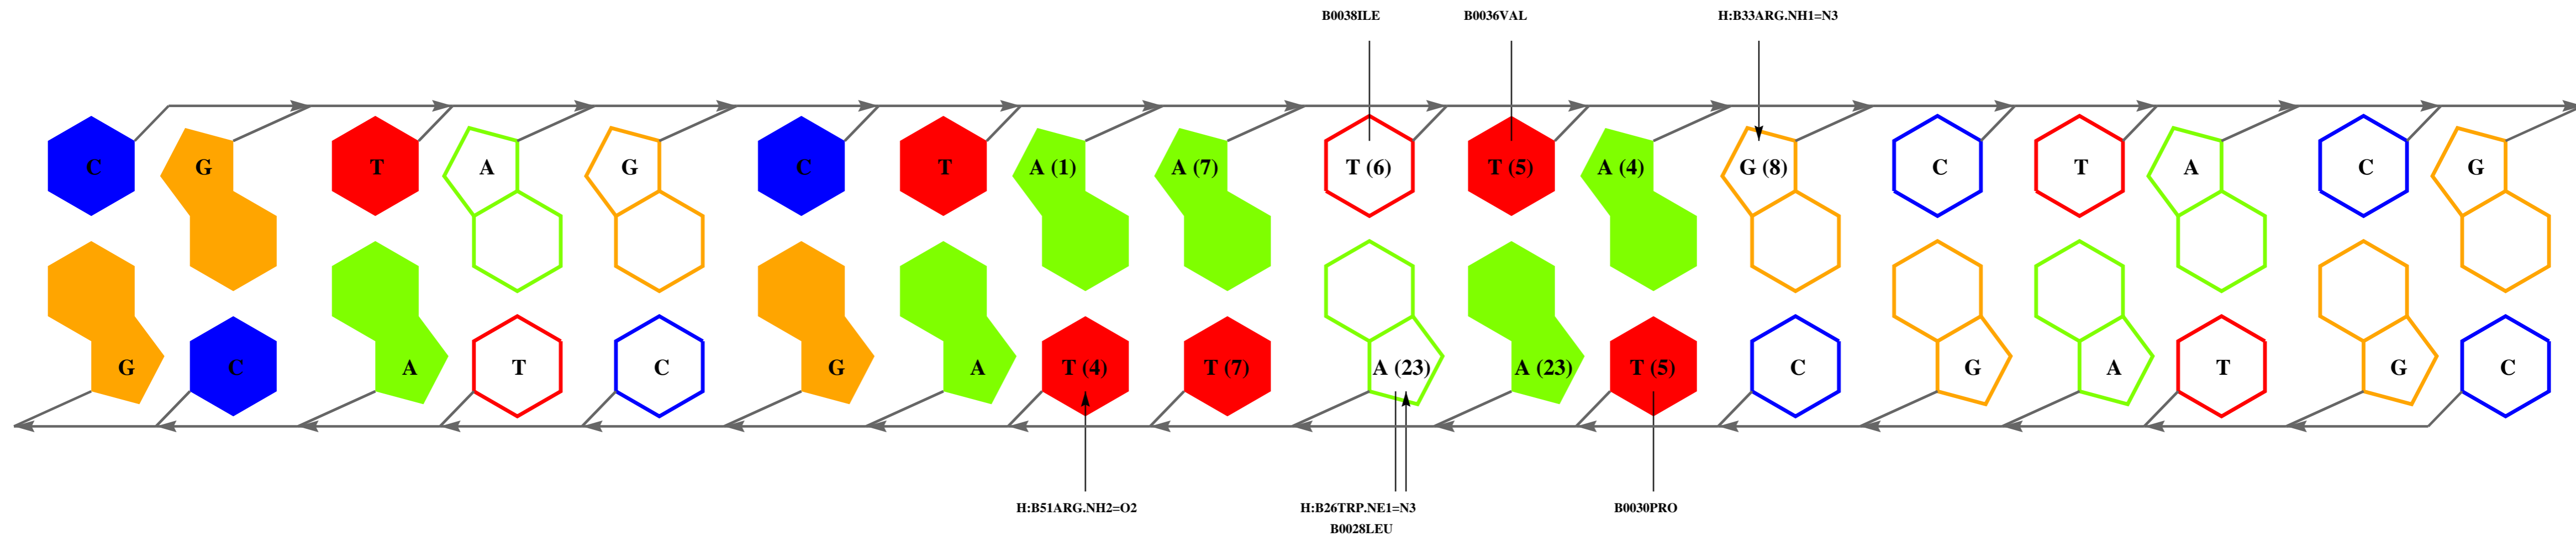 B0038ILE B0036VAL H:B33ARG.NH1=N3
C G T A G C T A (1) A (7) T (6) T (5) A (4) G (8) C T A C G
G C A T C G A T (4) T (7) A (23) A (23) T (5) C G A T G C
H:B51ARG.NH2=O2 H:B26TRP.NE1=N3 B0030PRO
B0028LEU